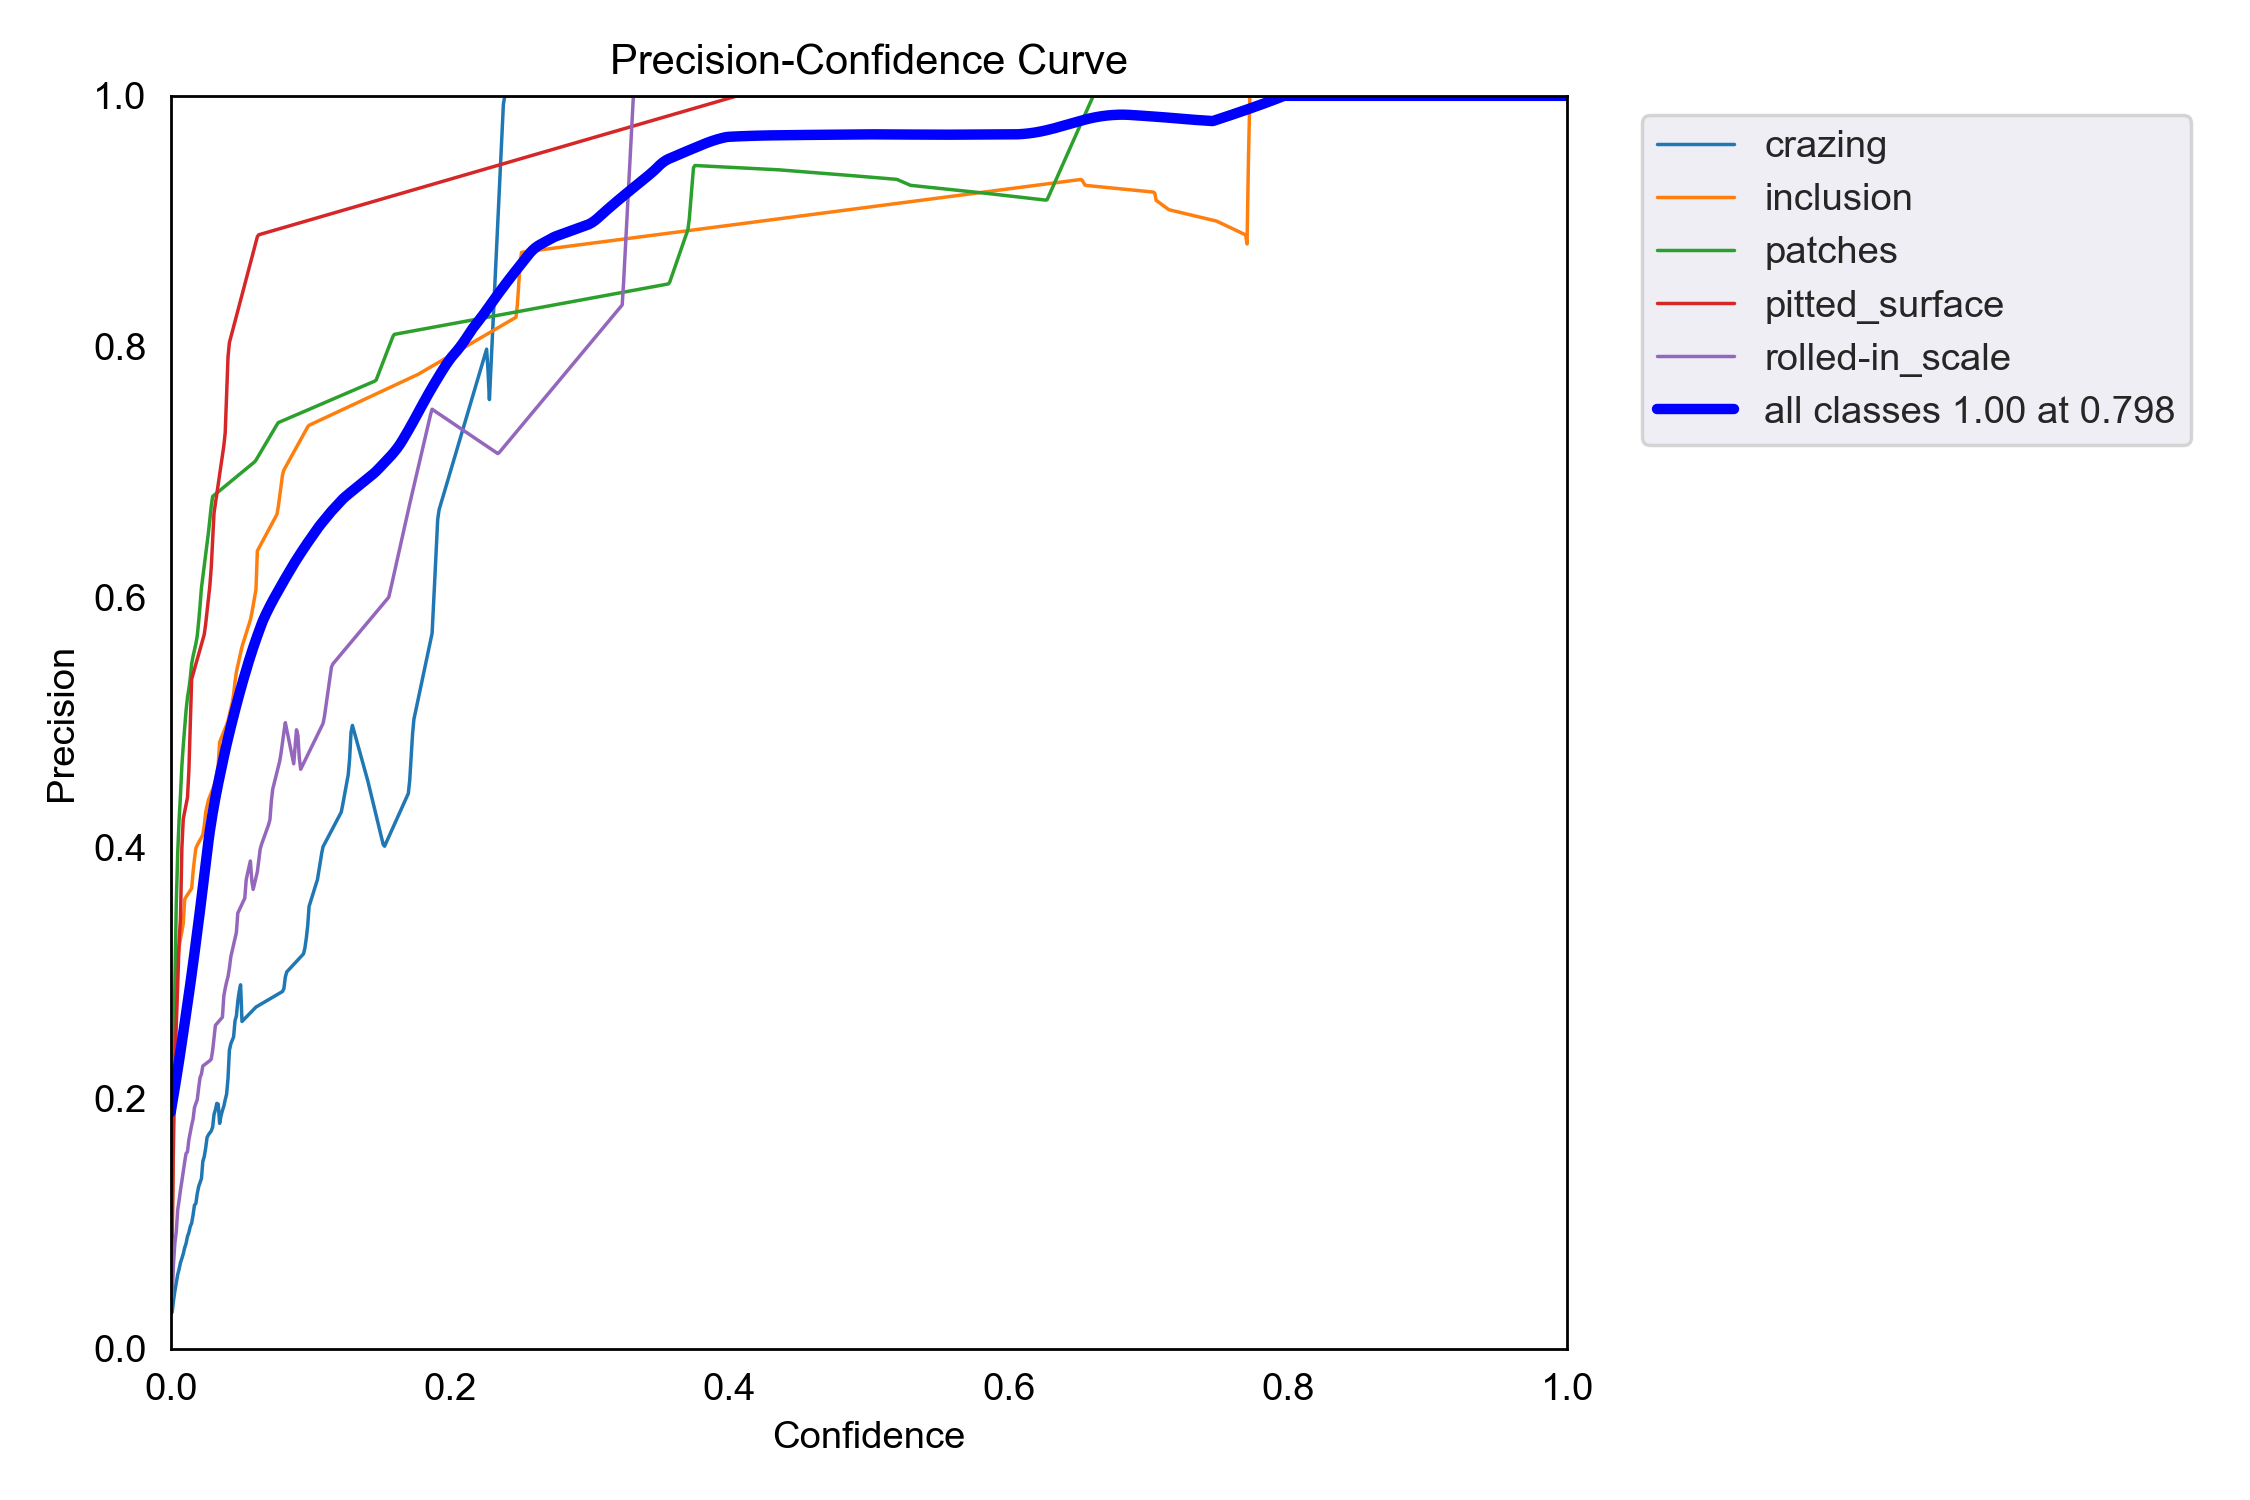 Precision-Confidence Curve
1.0
0.8
0.6
0.4
0.2
0.0
Precision
0.0 0.2 0.4 0.6 0.8 1.0
Confidence
crazing
inclusion
patches
pitted_surface
rolled-in_scale
all classes 1.00 at 0.798